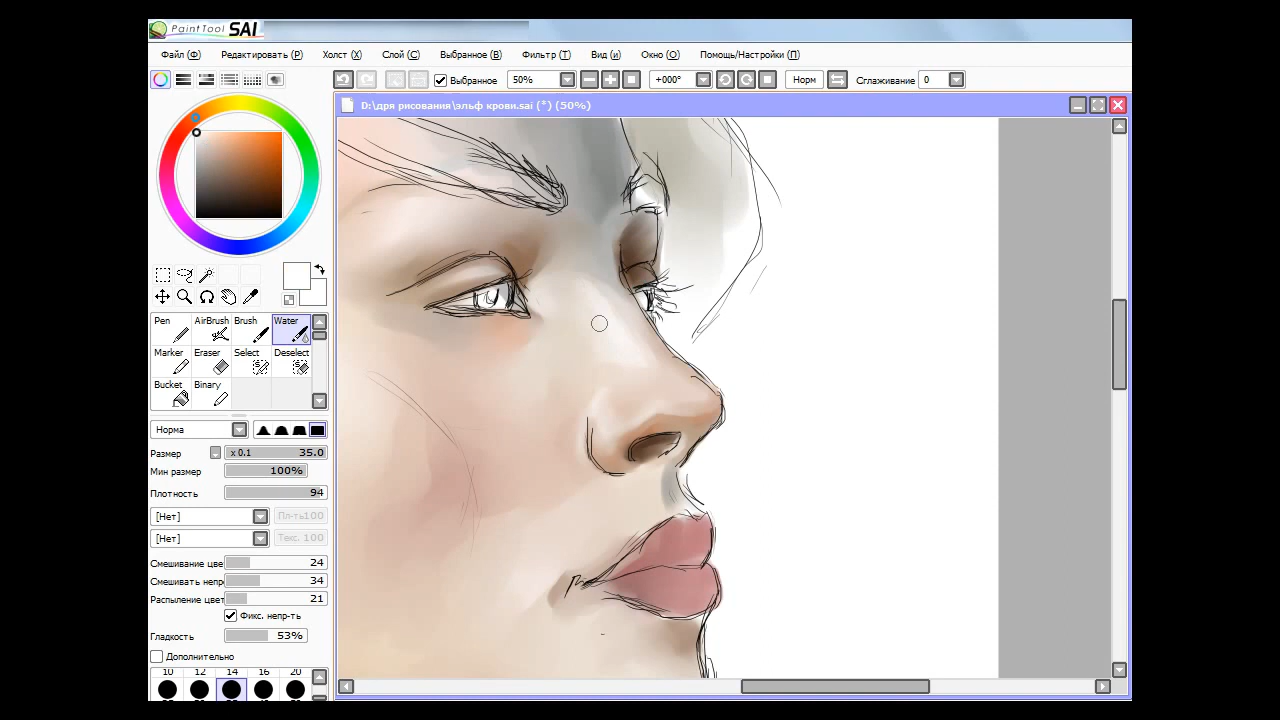 PaintTool SAI
Файл (Ф) Редактировать (P) Холст (X) Слой (C) Выбранное (B) Фильтр (T) Вид (и) Окно (O) Помощь/Настройки (П)
Выбранное 50% +000° Норм Сглаживание 0
D:\дря рисования\эльф крови.sai (*) (50%)
Pen AirBrush Brush Water
Marker Eraser Select Deselect
Bucket Binary
Норма
Размер x 0.1 35.0
Мин размер 100%
Плотность 94
[Нет] Пл-ть100
[Нет] Текс. 100
Смешивание цве 24
Смешивать непр 34
Распыление цвет 21
Фикс. непр-ть
Гладкость 53%
Дополнительно
10 12 14 16 20